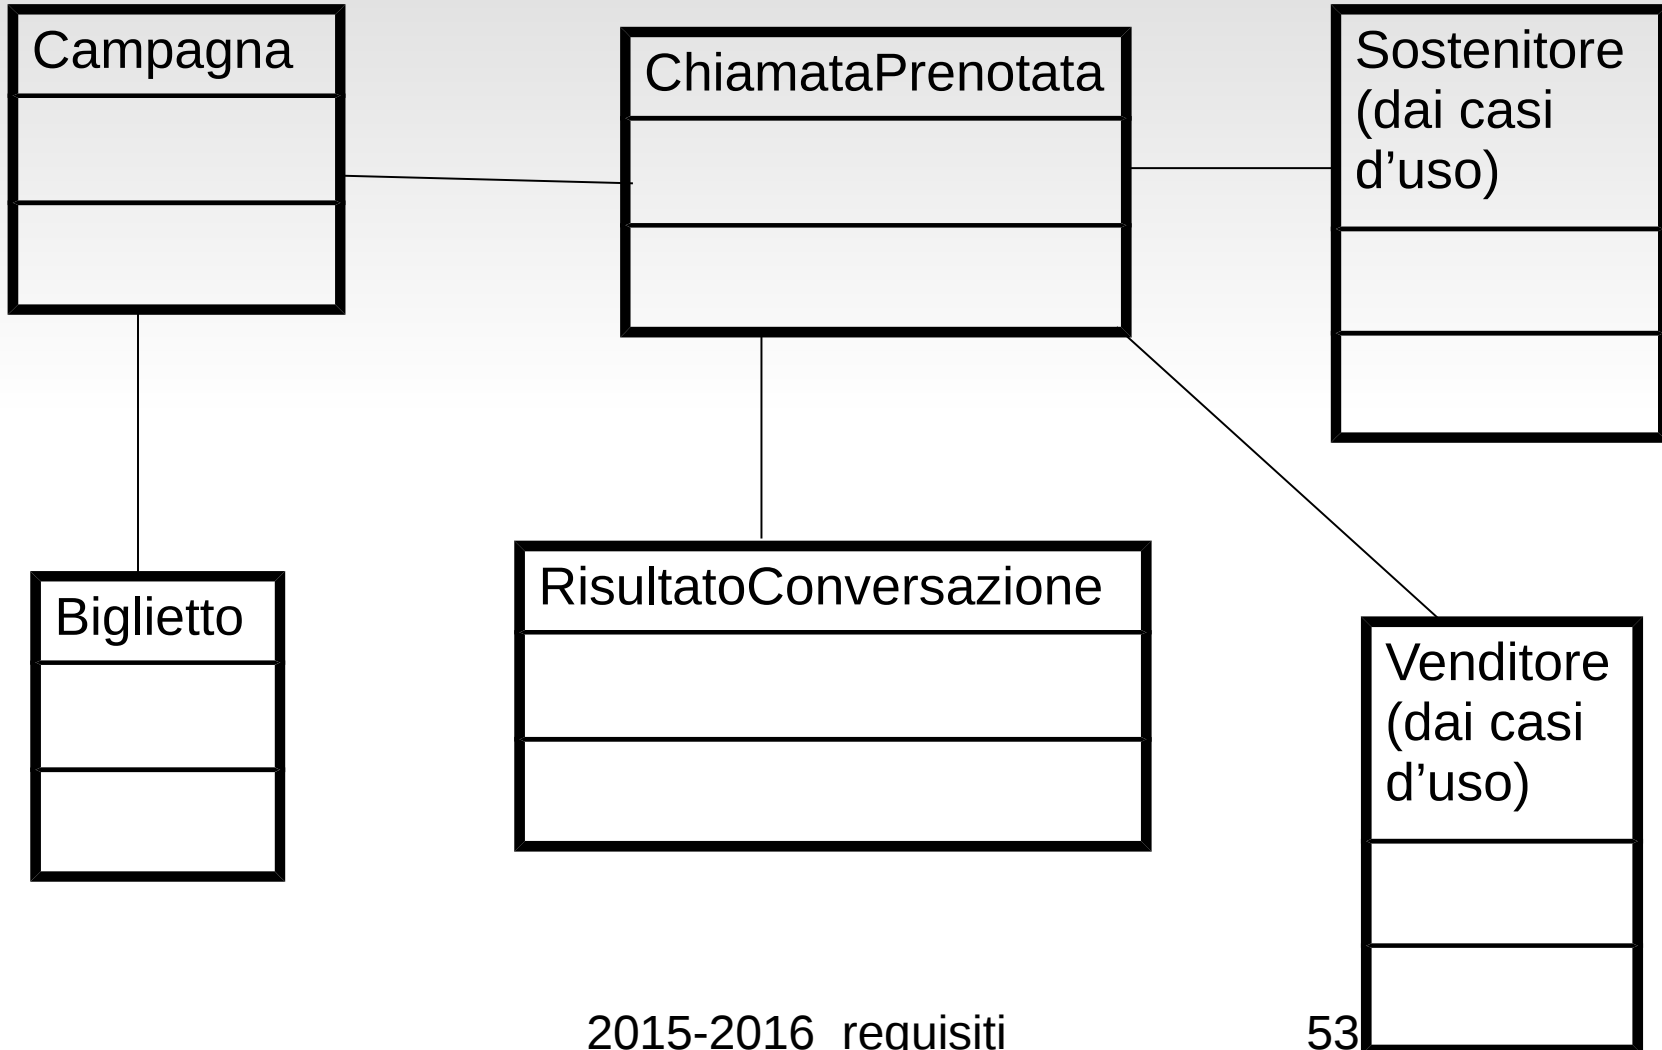 Campagna
ChiamataPrenotata
Sostenitore
(dai casi
d’uso)
Biglietto
RisultatoConversazione
Venditore
(dai casi
d’uso)
2015-2016 requisiti
53